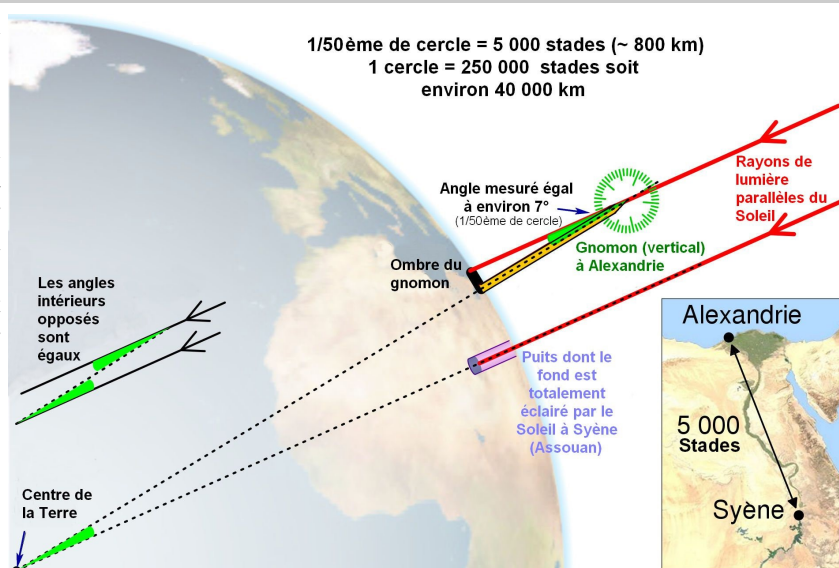 1/50ème de cercle = 5 000 stades (~ 800 km)
1 cercle = 250 000 stades soit
environ 40 000 km
Rayons de
lumière
parallèles du
Soleil
Angle mesuré égal
à environ 7°
(1/50ème de cercle)
Gnomon (vertical)
à Alexandrie
Ombre du
gnomon
Les angles
intérieurs
opposés
sont
égaux
Puits dont le
fond est
totalement
éclairé par le
Soleil à Syène
(Assouan)
Centre de
la Terre
Alexandrie
5 000
Stades
Syène